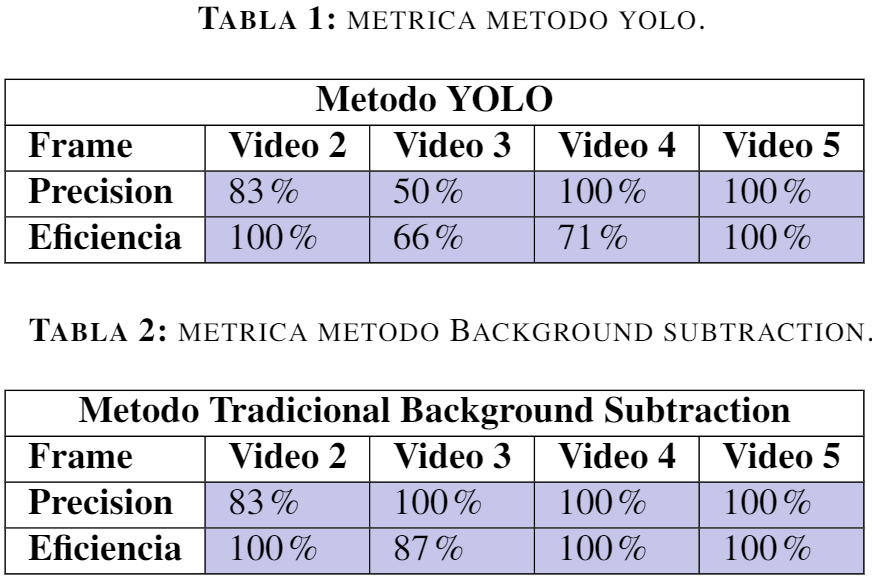 TABLA 1: METRICA METODO YOLO.
Metodo YOLO
Frame Video 2 Video 3 Video 4 Video 5
Precision 83 % 50 % 100 % 100 %
Eficiencia 100 % 66 % 71 % 100 %
TABLA 2: METRICA METODO BACKGROUND SUBTRACTION.
Metodo Tradicional Background Subtraction
Frame Video 2 Video 3 Video 4 Video 5
Precision 83 % 100 % 100 % 100 %
Eficiencia 100 % 87 % 100 % 100 %